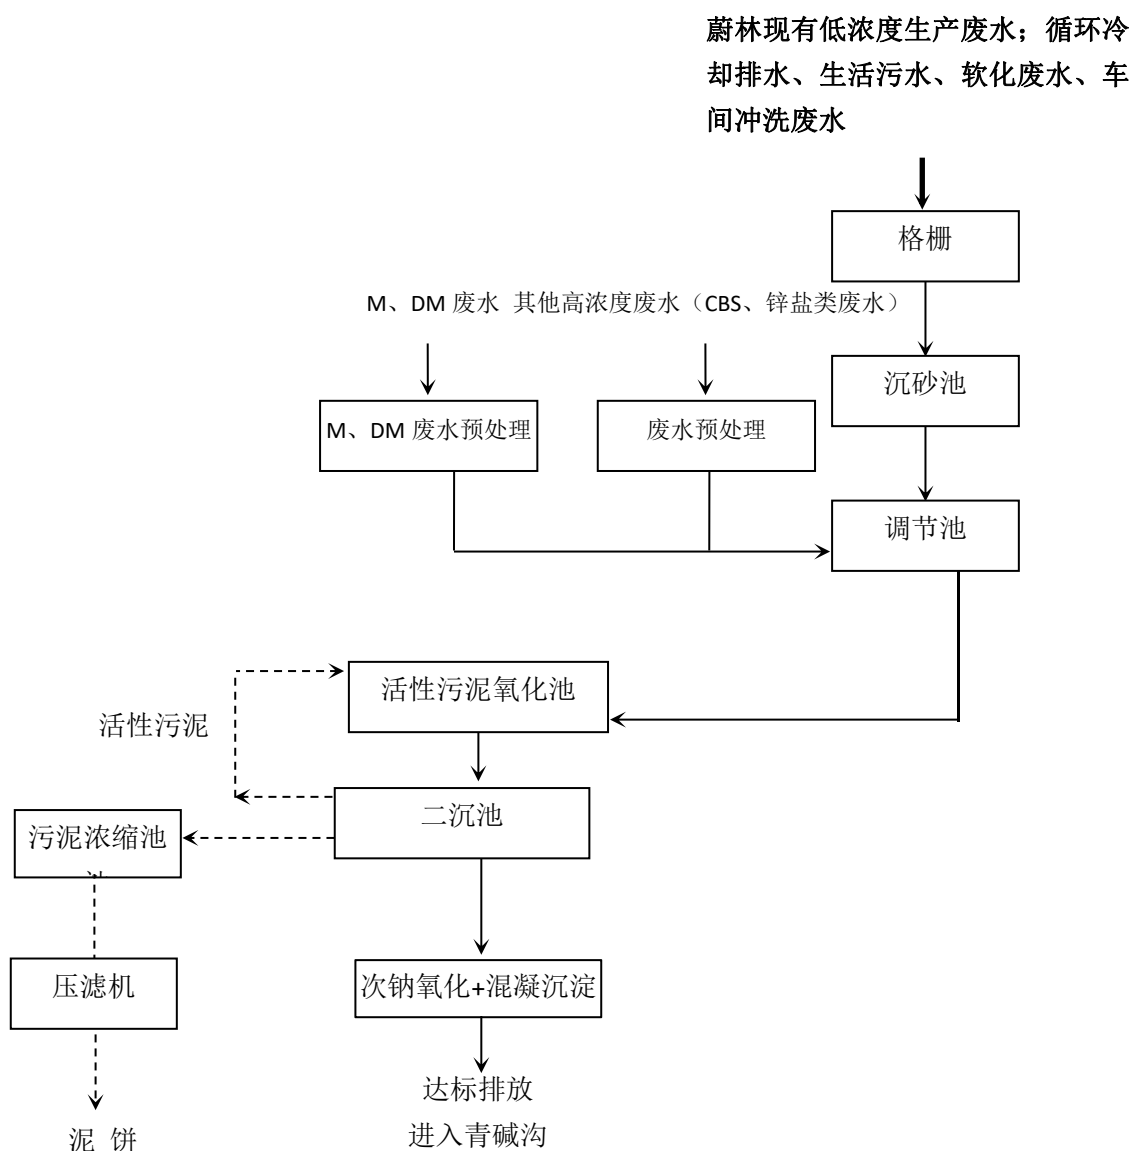 蔚林现有低浓度生产废水；循环冷
却排水、生活污水、软化废水、车
间冲洗废水
格栅
M、DM 废水 其他高浓度废水（CBS、锌盐类废水）
沉砂池
M、DM 废水预处理
废水预处理
调节池
活性污泥氧化池
活性污泥
二沉池
污泥浓缩池
压滤机
次钠氧化+混凝沉淀
达标排放
进入青碱沟
泥 饼